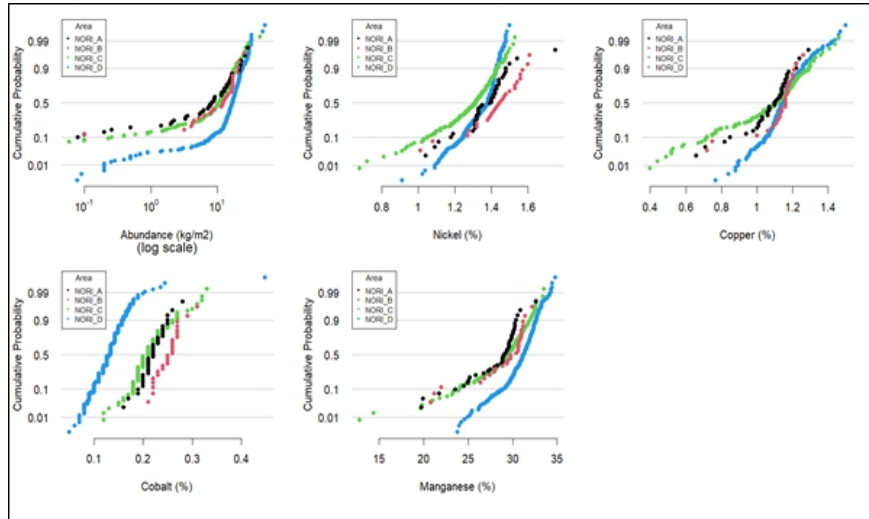 Area
NORI_A
NORI_B
NORI_C
NORI_D
Cumulative Probability
0.99
0.9
0.5
0.1
0.01
10-1 100 101
Abundance (kg/m2)
(log scale)
Area
NORI_A
NORI_B
NORI_C
NORI_D
Cumulative Probability
0.99
0.9
0.5
0.1
0.01
0.8 1 1.2 1.4 1.6
Nickel (%)
Area
NORI_A
NORI_B
NORI_C
NORI_D
Cumulative Probability
0.99
0.9
0.5
0.1
0.01
0.4 0.6 0.8 1 1.2 1.4
Copper (%)
Area
NORI_A
NORI_B
NORI_C
NORI_D
Cumulative Probability
0.99
0.9
0.5
0.1
0.01
0.1 0.2 0.3 0.4
Cobalt (%)
Area
NORI_A
NORI_B
NORI_C
NORI_D
Cumulative Probability
0.99
0.9
0.5
0.1
0.01
15 20 25 30 35
Manganese (%)